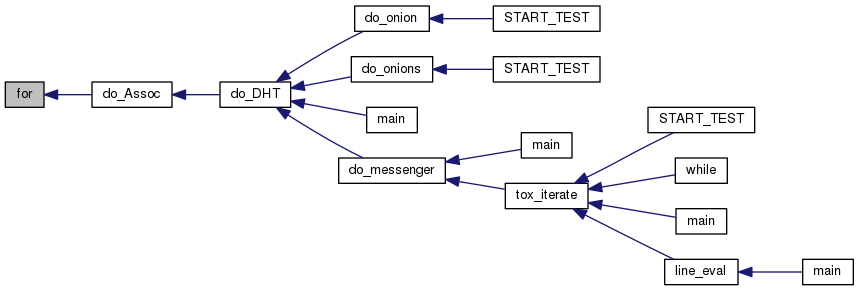 do_onion
START_TEST
do_onions
START_TEST
for
do_Assoc
do_DHT
main
START_TEST
main
do_messenger
while
tox_iterate
main
line_eval
main